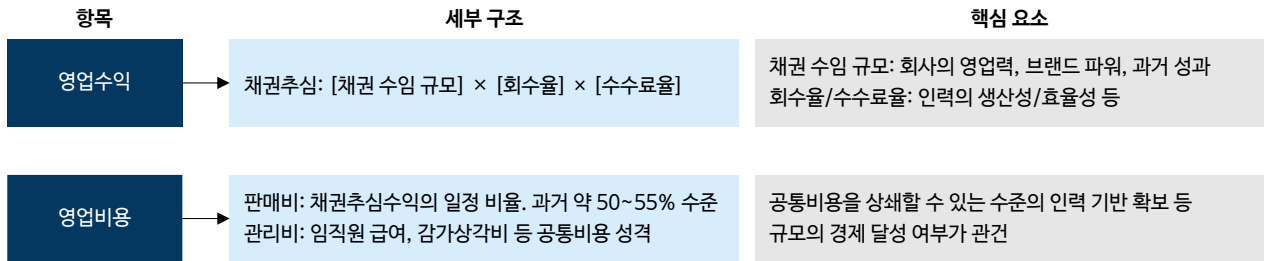 항목
세부 구조
핵심 요소
영업수익
채권추심: [채권 수임 규모] × [회수율] × [수수료율]
채권 수임 규모: 회사의 영업력, 브랜드 파워, 과거 성과
회수율/수수료율: 인력의 생산성/효율성 등
영업비용
판매비: 채권추심수익의 일정 비율. 과거 약 50~55% 수준
관리비: 임직원 급여, 감가상각비 등 공통비용 성격
공통비용을 상쇄할 수 있는 수준의 인력 기반 확보 등
규모의 경제 달성 여부가 관건